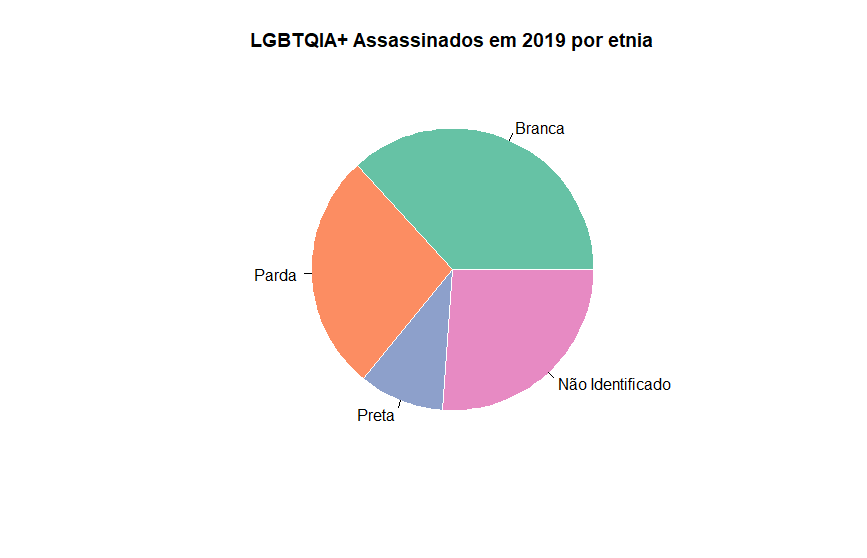 LGBTQIA+ Assassinados em 2019 por etnia
Branca
Parda
Não Identificado
Preta